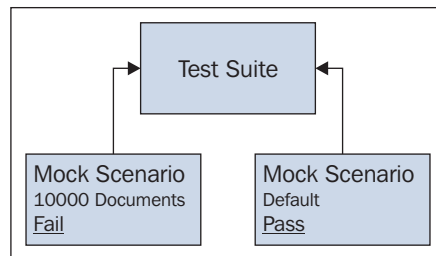 Test Suite
Mock Scenario
10000 Documents
Fail
Mock Scenario
Default
Pass